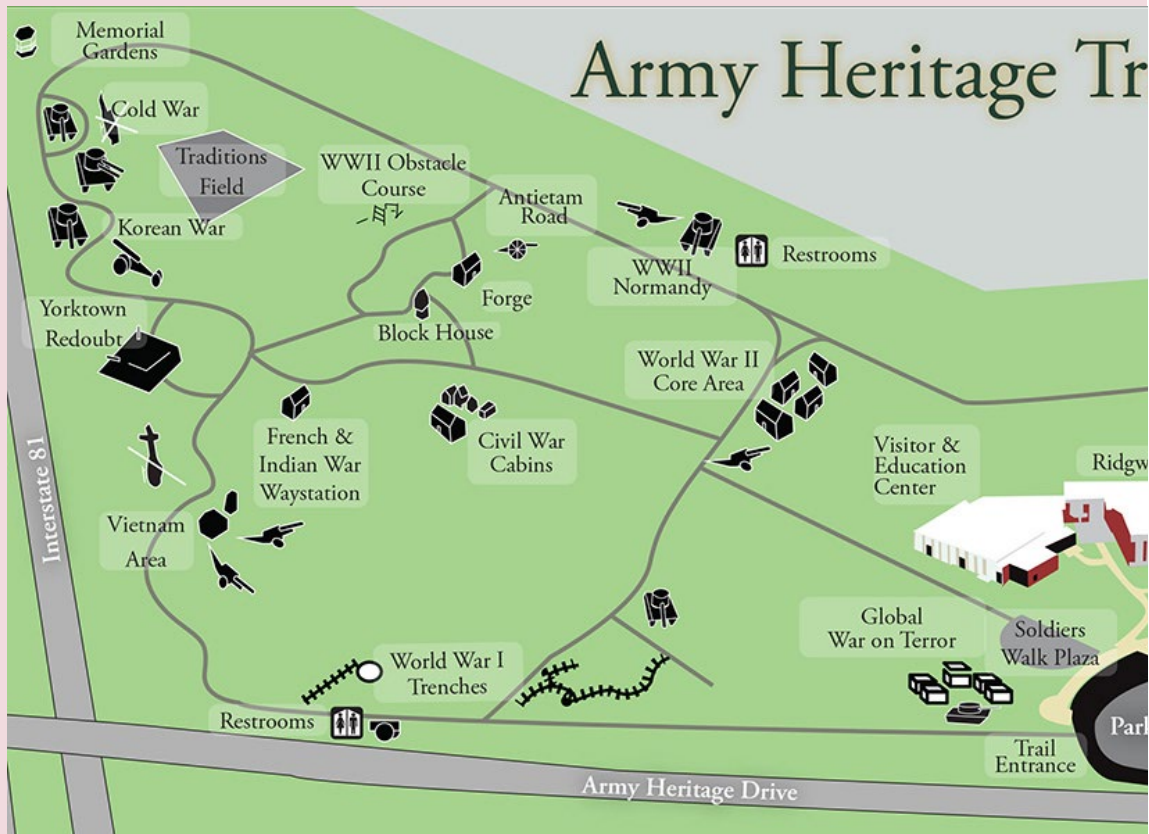 Memorial
Gardens
Army Heritage Tr
Cold War
Traditions
Field
WWII Obstacle
Course
Antietam
Road
Korean War
WWII
Normandy
Restrooms
Forge
Yorktown
Redoubt
Block House
World War II
Core Area
French &
Indian War
Waystation
Civil War
Cabins
Visitor &
Education
Center
Ridgw
Interstate 81
Vietnam
Area
Global
War on Terror
Soldiers
Walk Plaza
World War I
Trenches
Restrooms
Park
Trail
Entrance
Army Heritage Drive